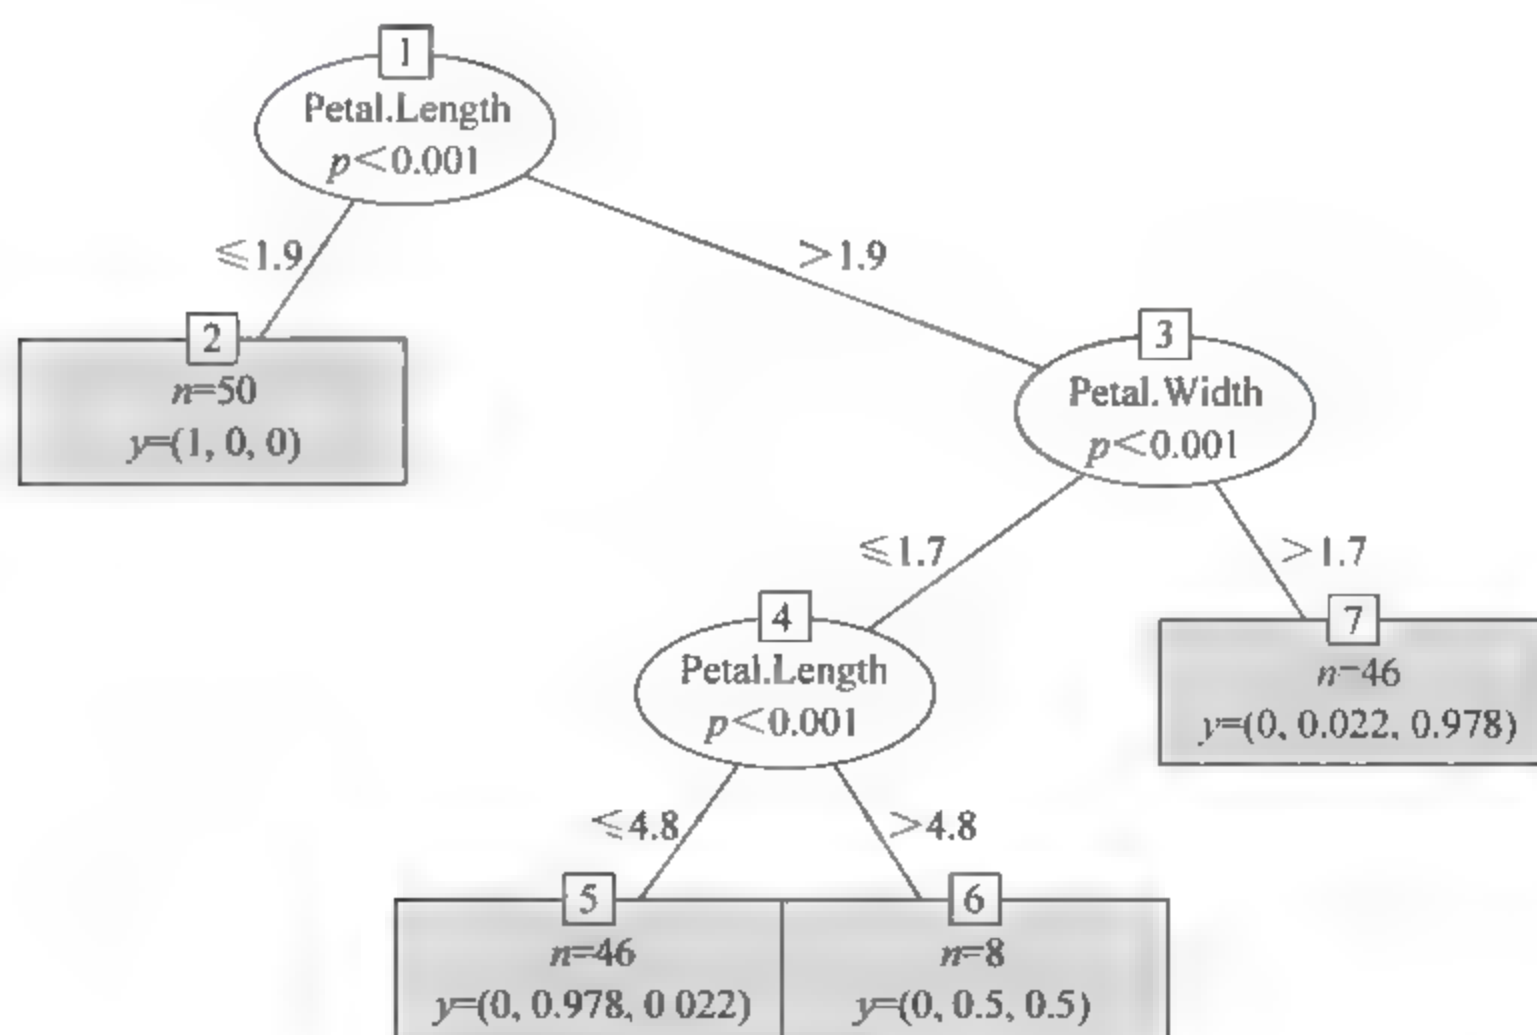 1
Petal.Length
p<0.001
≤1.9
>1.9
2
n=50
y=(1, 0, 0)
3
Petal.Width
p<0.001
≤1.7
>1.7
4
Petal.Length
p<0.001
7
n=46
y=(0, 0.022, 0.978)
≤4.8
>4.8
5
n=46
y=(0, 0.978, 0 022)
6
n=8
y=(0, 0.5, 0.5)